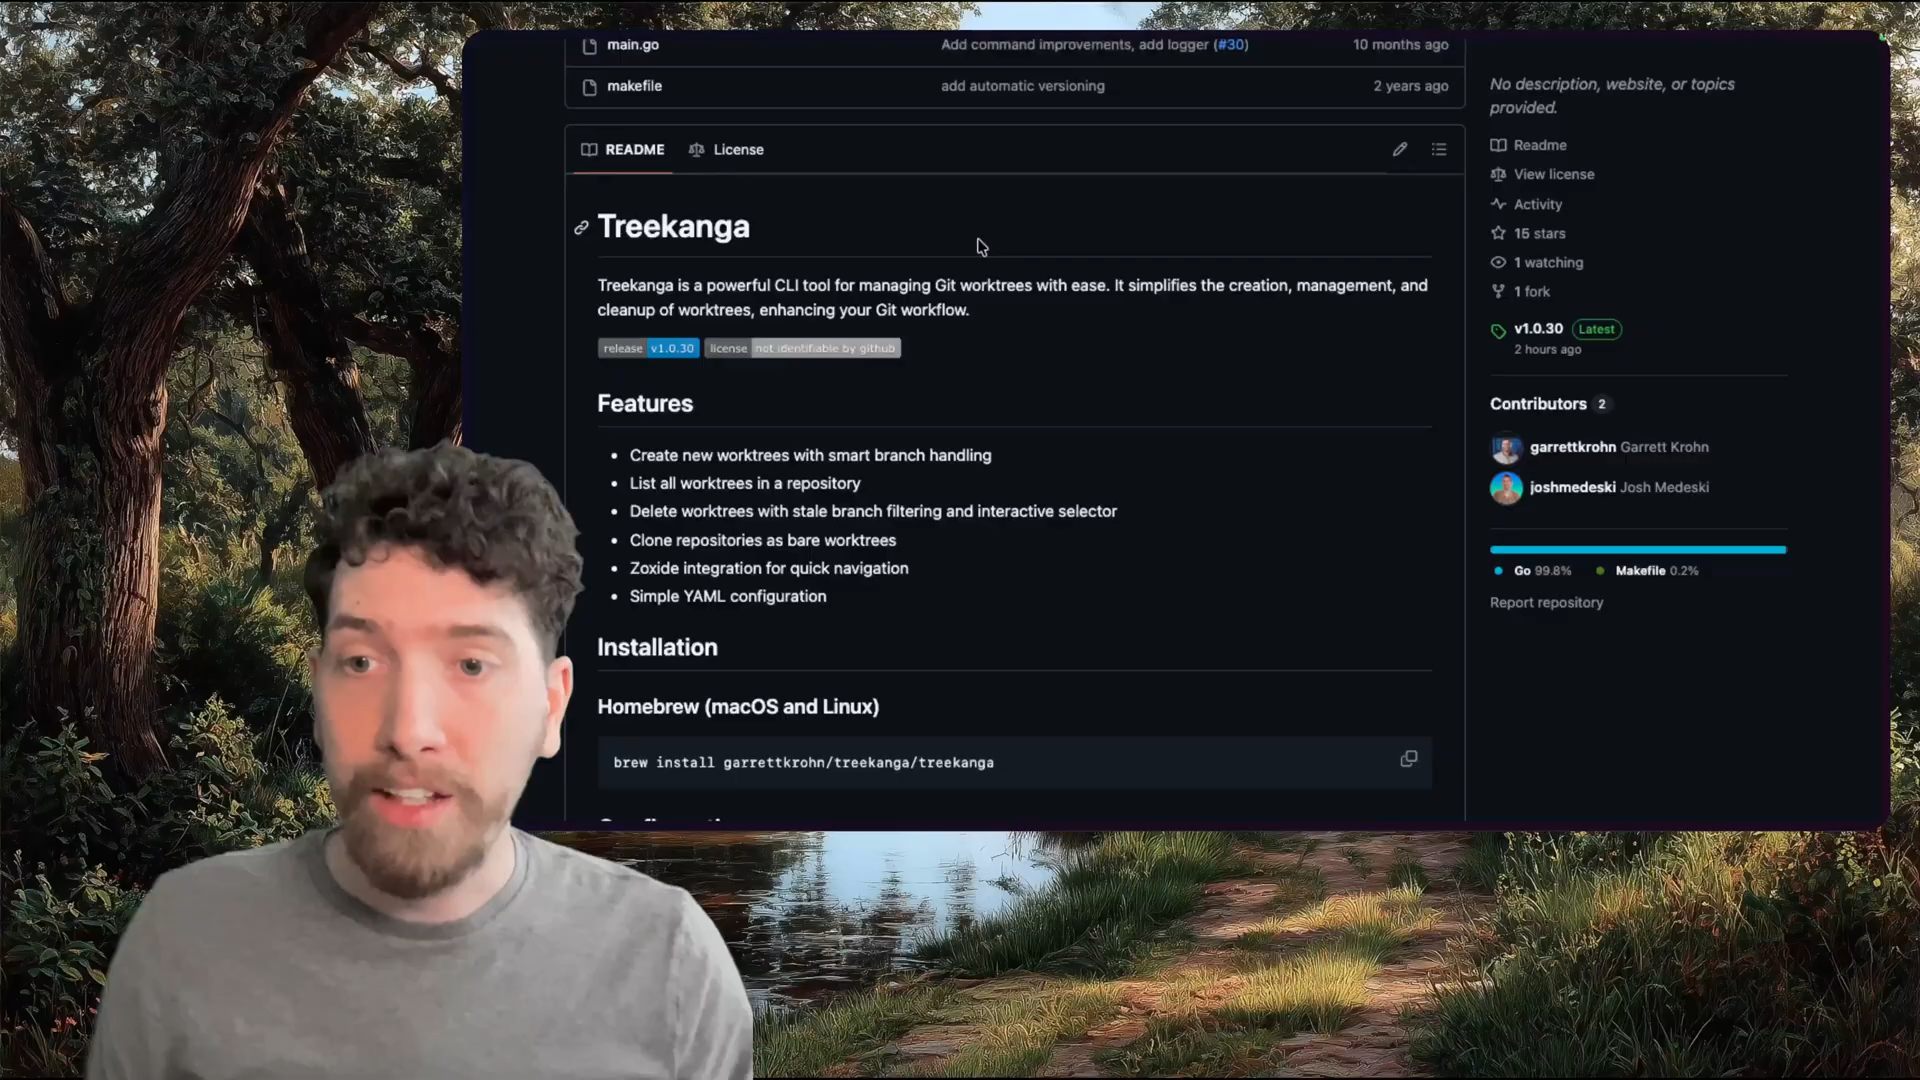 main.go Add command improvements, add logger (#30) 10 months ago
makefile add automatic versioning 2 years ago
README License
Treekanga
Treekanga is a powerful CLI tool for managing Git worktrees with ease. It simplifies the creation, management, and
cleanup of worktrees, enhancing your Git workflow.
release v1.0.30 license not identifiable by github
Features
Create new worktrees with smart branch handling
List all worktrees in a repository
Delete worktrees with stale branch filtering and interactive selector
Clone repositories as bare worktrees
Zoxide integration for quick navigation
Simple YAML configuration
Installation
Homebrew (macOS and Linux)
brew install garrettkrohn/treekanga/treekanga
No description, website, or topics
provided.
Readme
View license
Activity
15 stars
1 watching
1 fork
v1.0.30 Latest
2 hours ago
Contributors 2
garrettkrohn Garrett Krohn
joshmedeski Josh Medeski
Go 99.8% Makefile 0.2%
Report repository